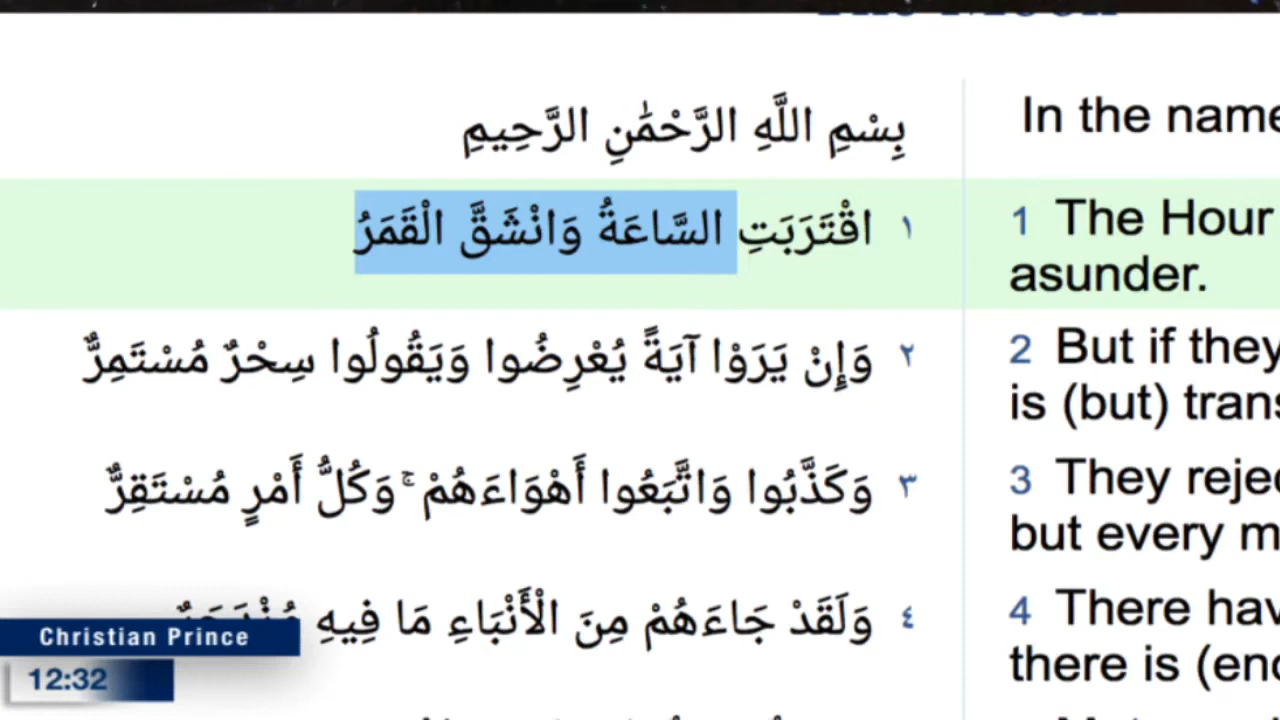 بِسْمِ اللَّهِ الرَّحْمَٰنِ الرَّحِيمِ
In the name
١ اقْتَرَبَتِ السَّاعَةُ وَانْشَقَّ الْقَمَرُ
1 The Hour
asunder.
٢ وَإِنْ يَرَوْا آيَةً يُعْرِضُوا وَيَقُولُوا سِحْرٌ مُسْتَمِرٌّ
2 But if they
is (but) trans
٣ وَكَذَّبُوا وَاتَّبَعُوا أَهْوَاءَهُمْ ۚ وَكُلُّ أَمْرٍ مُسْتَقِرٌّ
3 They rejec
but every m
٤ وَلَقَدْ جَاءَهُمْ مِنَ الْأَنْبَاءِ مَا فِيهِ
4 There hav
there is (end
Christian Prince
12:32